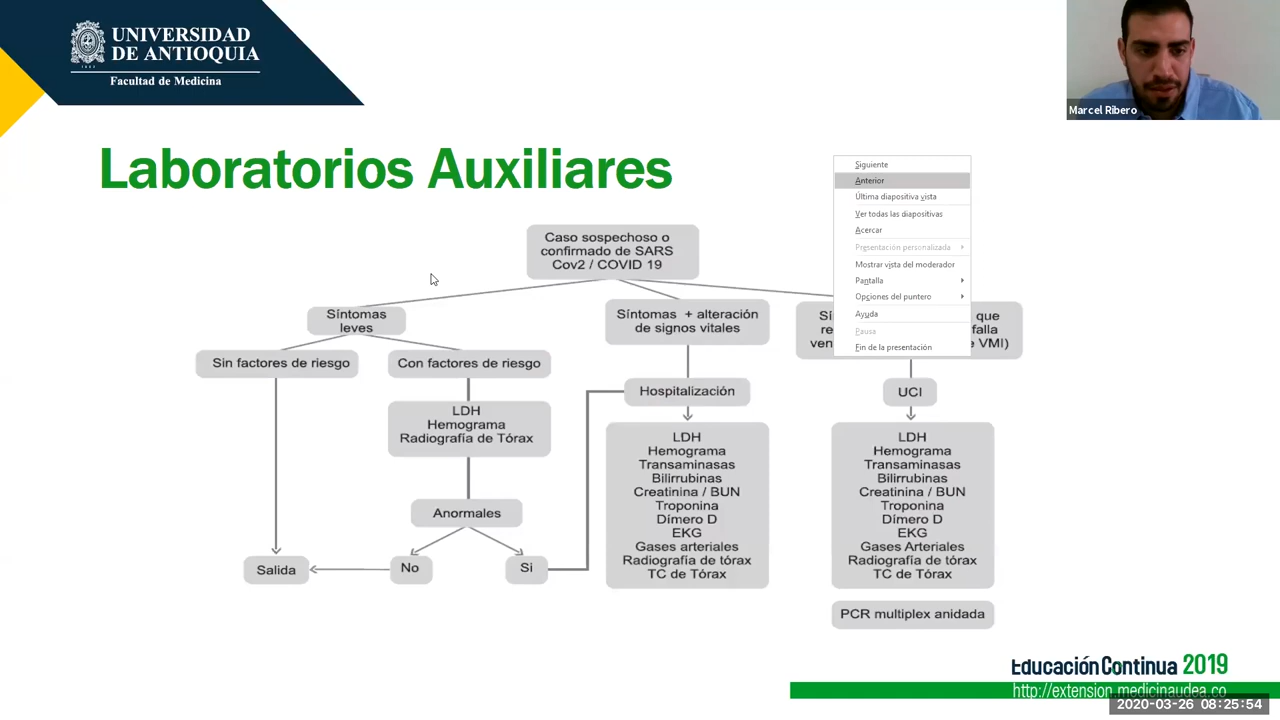 UNIVERSIDAD
DE ANTIOQUIA
1803
Facultad de Medicina
Marcel Ribero
Laboratorios Auxiliares
Siguiente
Anterior
Última diapositiva vista
Ver todas las diapositivas
Acercar
Presentación personalizada
Mostrar vista del moderador
Pantalla
Opciones del puntero
Ayuda
Pausa
Fin de la presentación
Caso sospechoso o
confirmado de SARS
Cov2 / COVID 19
Síntomas
leves
Síntomas + alteración
de signos vitales
que
falla
VMI)
Sin factores de riesgo
Con factores de riesgo
Hospitalización
UCI
LDH
Hemograma
Radiografía de Tórax
Anormales
No
Si
Salida
LDH
Hemograma
Transaminasas
Bilirrubinas
Creatinina / BUN
Troponina
Dímero D
EKG
Gases arteriales
Radiografía de tórax
TC de Tórax
LDH
Hemograma
Transaminasas
Bilirrubinas
Creatinina / BUN
Troponina
Dímero D
EKG
Gases Arteriales
Radiografía de tórax
TC de Tórax
PCR multiplex anidada
Educación Continua 2019
http://extension.medicinaudea.co
2020-03-26 08:25:54